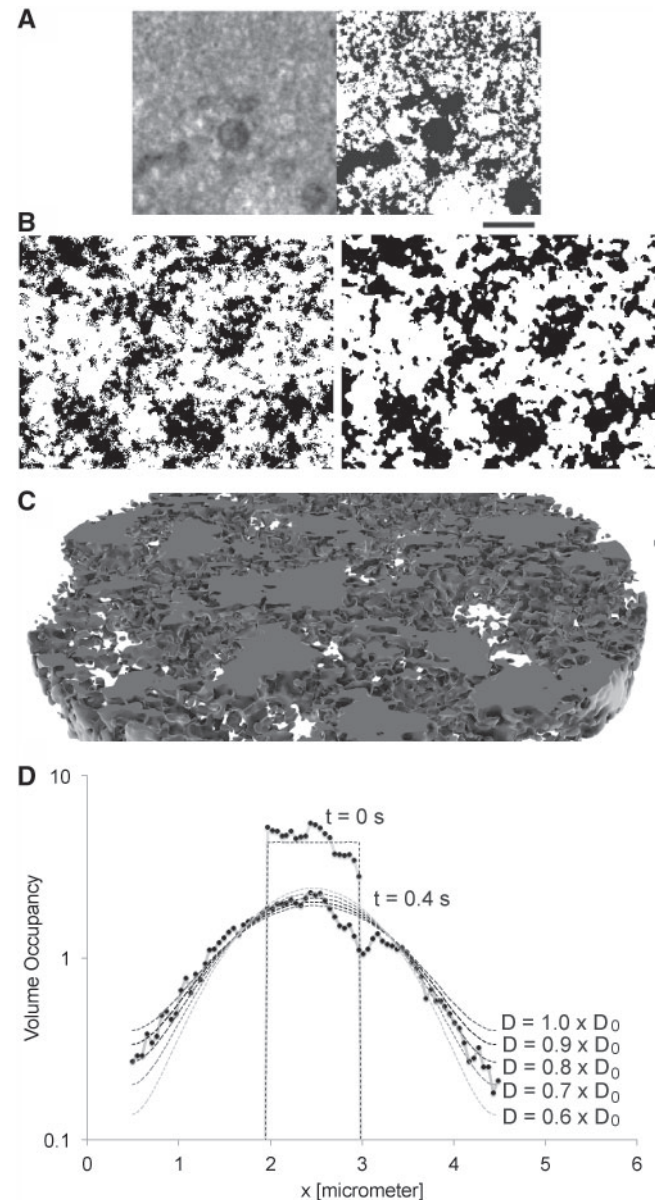 A
B
C
D
10
1
0.1
Volume Occupancy
t = 0 s
t = 0.4 s
D = 1.0 x D0
D = 0.9 x D0
D = 0.8 x D0
D = 0.7 x D0
D = 0.6 x D0
0 1 2 3 4 5 6
x [micrometer]